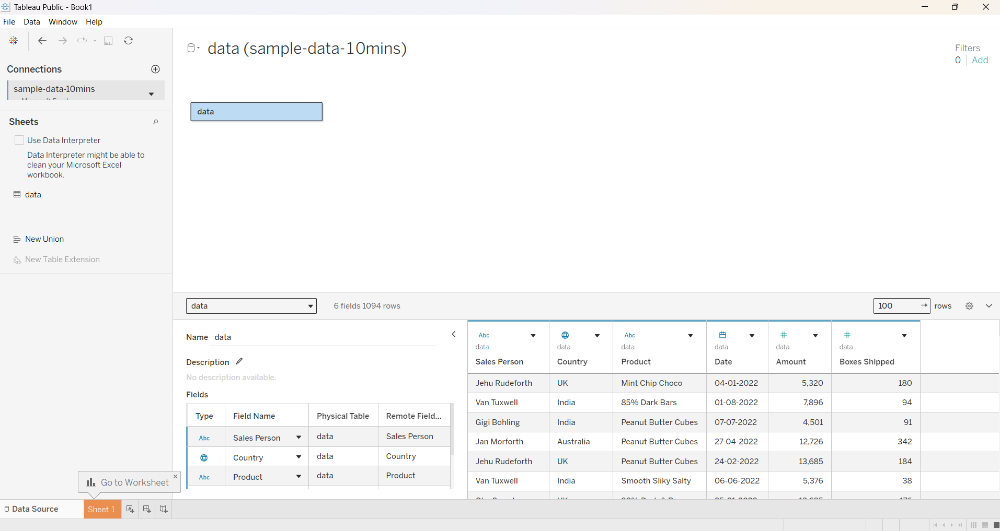 Tableau Public - Book1
File Data Window Help
Connections
sample-data-10mins
Microsoft Excel
Sheets
Use Data Interpreter
Data Interpreter might be able to
clean your Microsoft Excel
workbook.
data
New Union
New Table Extension
data (sample-data-10mins)
Filters
0 Add
data
data 6 fields 1094 rows 100 → rows
Name data
Description
No description available.
Fields
Type Field Name Physical Table Remote Field...
Abc Sales Person data Sales Person
Country data Country
Abc Product data Product
Abc Abc # #
data data data data data data
Sales Person Country Product Date Amount Boxes Shipped
Jehu Rudeforth UK Mint Chip Choco 04-01-2022 5,320 180
Van Tuxwell India 85% Dark Bars 01-08-2022 7,896 94
Gigi Bohling India Peanut Butter Cubes 07-07-2022 4,501 91
Jan Morforth Australia Peanut Butter Cubes 27-04-2022 12,726 342
Jehu Rudeforth UK Peanut Butter Cubes 24-02-2022 13,685 184
Van Tuxwell India Smooth Sliky Salty 06-06-2022 5,376 38
Go to Worksheet
Data Source Sheet 1